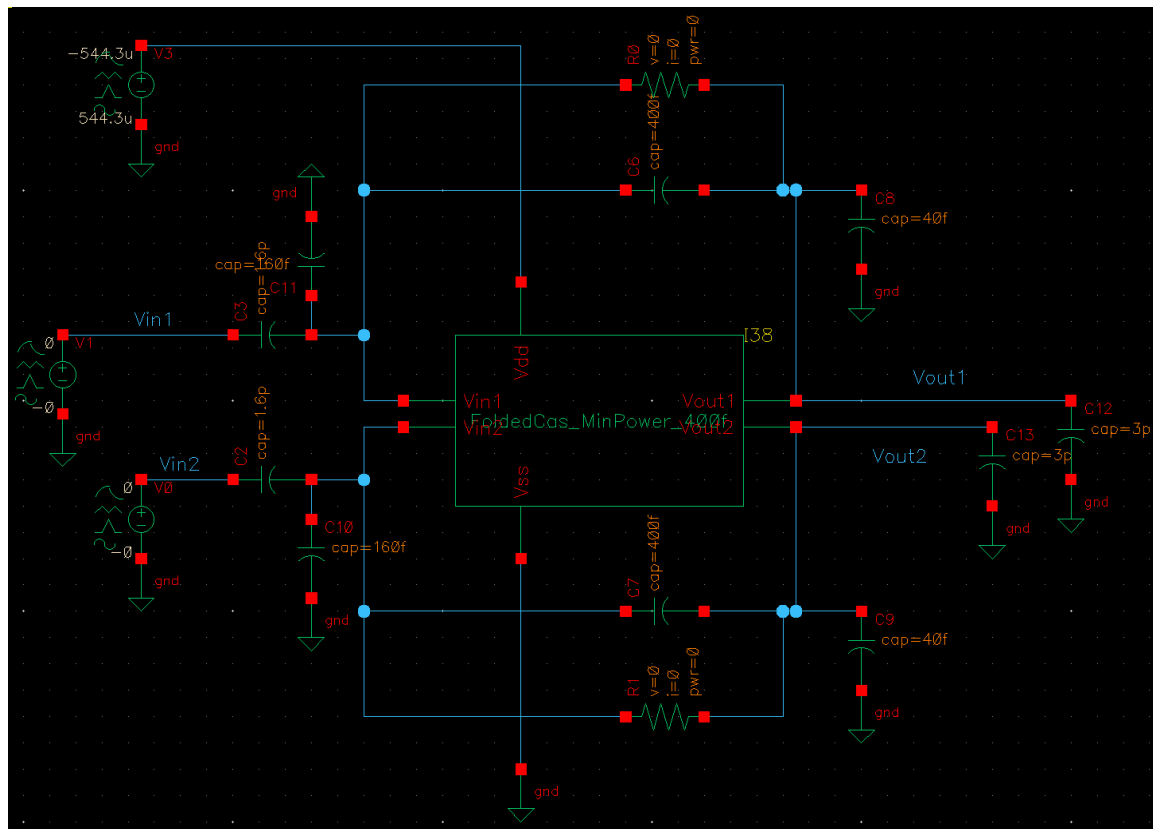 -544.3u
V3
544.3u
gnd
R0
v=0
i=0
pwr=0
cap=400f
C6
C8
cap=40f
gnd
gnd
cap=160f
C11
cap=1.6p
C3
Vin1
0
V1
-0
gnd
I38
Vdd
Vin1
Vout1
FoldedCas_MinPower_400f
Vin2
Vout2
Vss
Vout1
C12
cap=3p
gnd
C13
cap=3p
gnd
Vout2
cap=1.6p
C2
Vin2
0
V0
-0
gnd
C10
cap=160f
gnd
cap=400f
C7
C9
cap=40f
gnd
R1
v=0
i=0
pwr=0
gnd